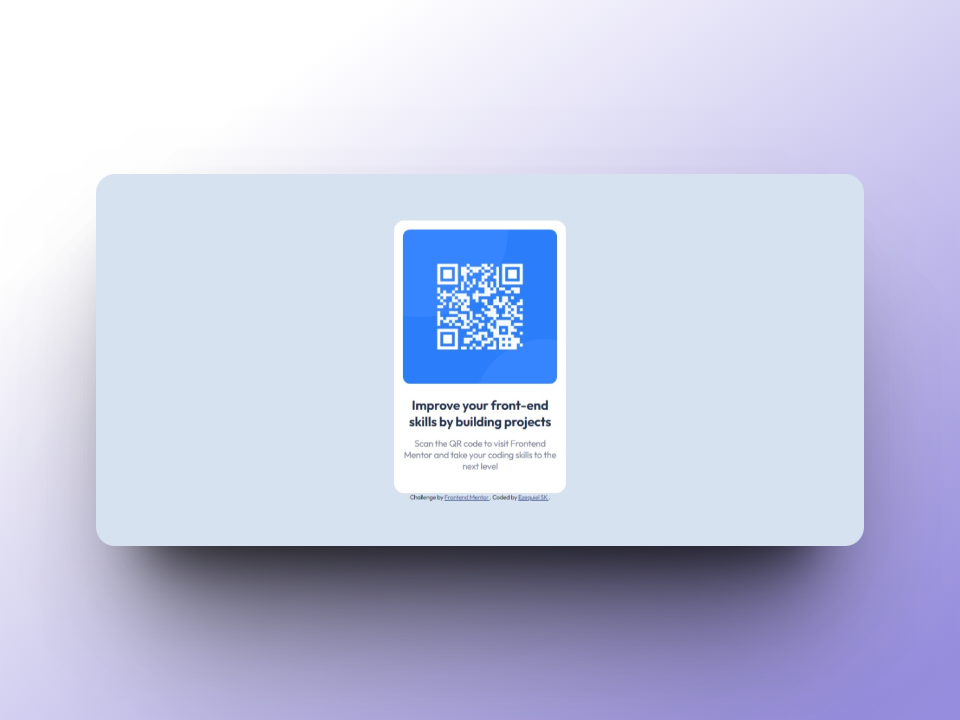 Improve your front-end
skills by building projects
Scan the QR code to visit Frontend
Mentor and take your coding skills to the
next level
Challenge by Frontend Mentor . Coded by Ezequiel SK .